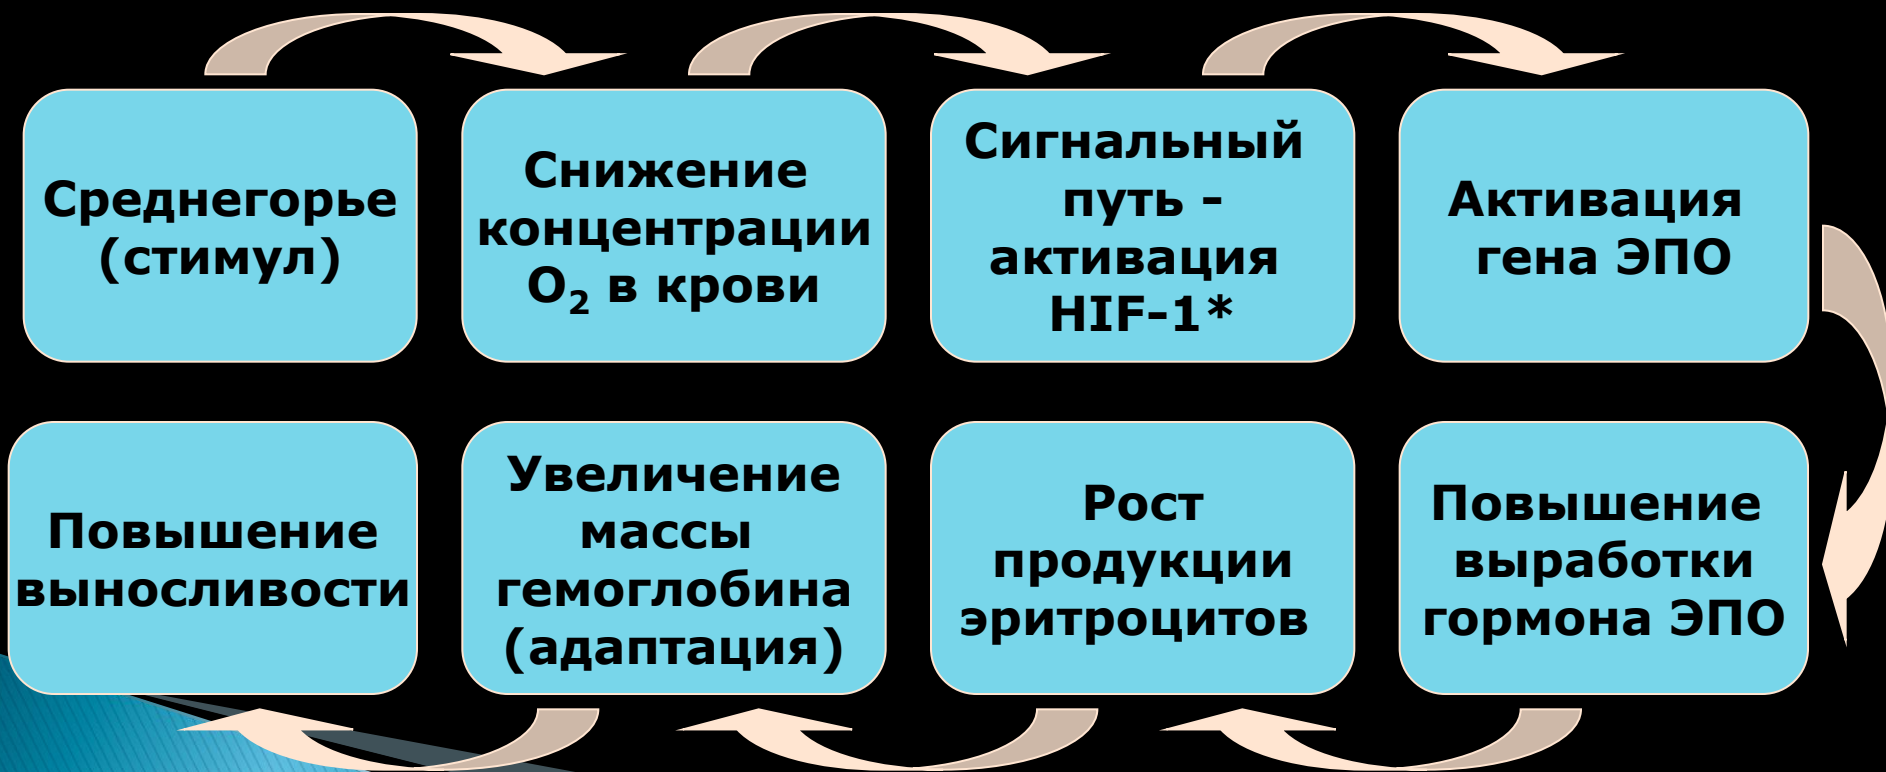 Среднегорье
(стимул)
Снижение
концентрации
O₂ в крови
Сигнальный
путь -
активация
HIF-1*
Активация
гена ЭПО
Повышение
выносливости
Увеличение
массы
гемоглобина
(адаптация)
Рост
продукции
эритроцитов
Повышение
выработки
гормона ЭПО